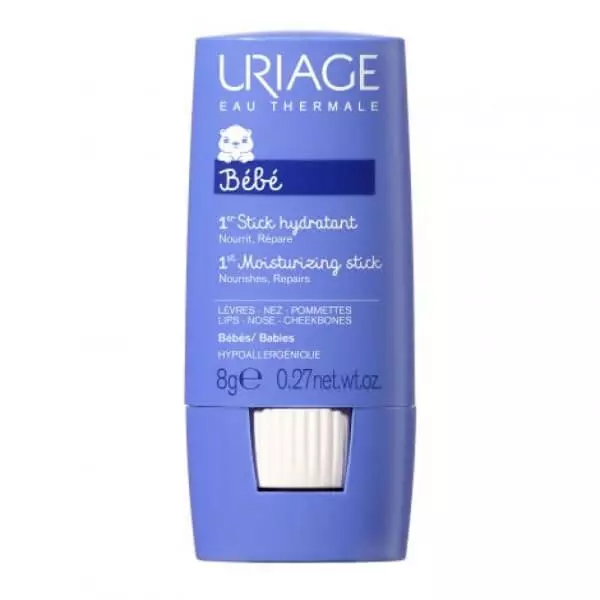 URIAGE
EAU THERMALE
Bébé
1er Stick hydratant
Nourrit, Répare
1st Moisturizing stick
Nourishes, Repairs
LÈVRES - NEZ - POMMETTES
LIPS - NOSE - CHEEKBONES
Bébés/ Babies
HYPOALLERGÉNIQUE
8g℮ 0.27net.wt.oz.